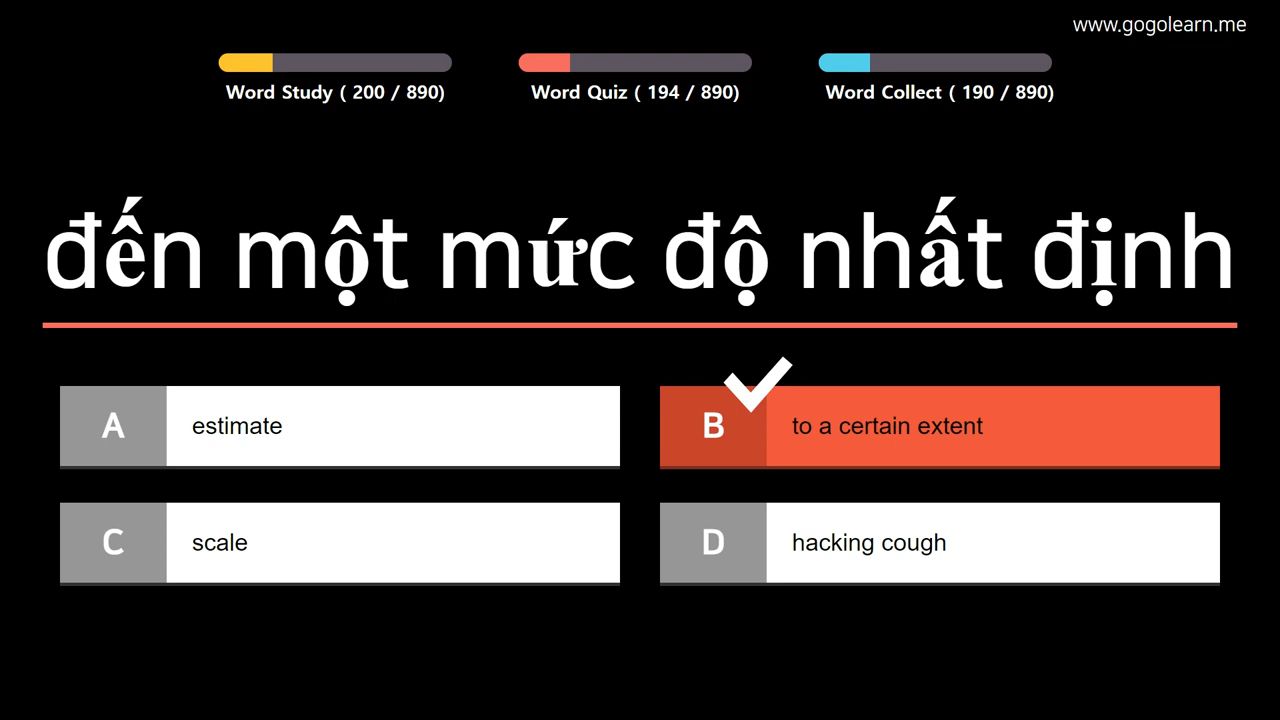 www.gogolearn.me
Word Study ( 200 / 890)
Word Quiz ( 194 / 890)
Word Collect ( 190 / 890)
đến một mức độ nhất định
A estimate
B to a certain extent
C scale
D hacking cough